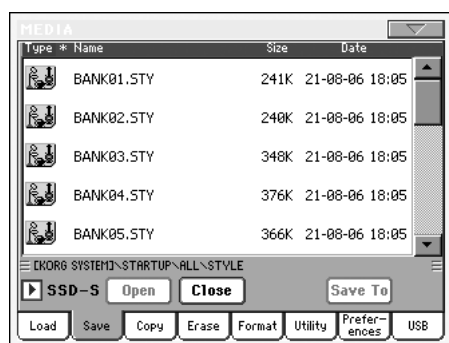 MEDIA
Type * Name Size Date
BANK01.STY 241K 21-08-06 18:05
BANK02.STY 240K 21-08-06 18:05
BANK03.STY 348K 21-08-06 18:05
BANK04.STY 376K 21-08-06 18:05
BANK05.STY 366K 21-08-06 18:05
[KORG SYSTEM]\STARTUP\ALL\STYLE
SSD-S Open Close Save To
Load Save Copy Erase Format Utility Prefer-
ences USB